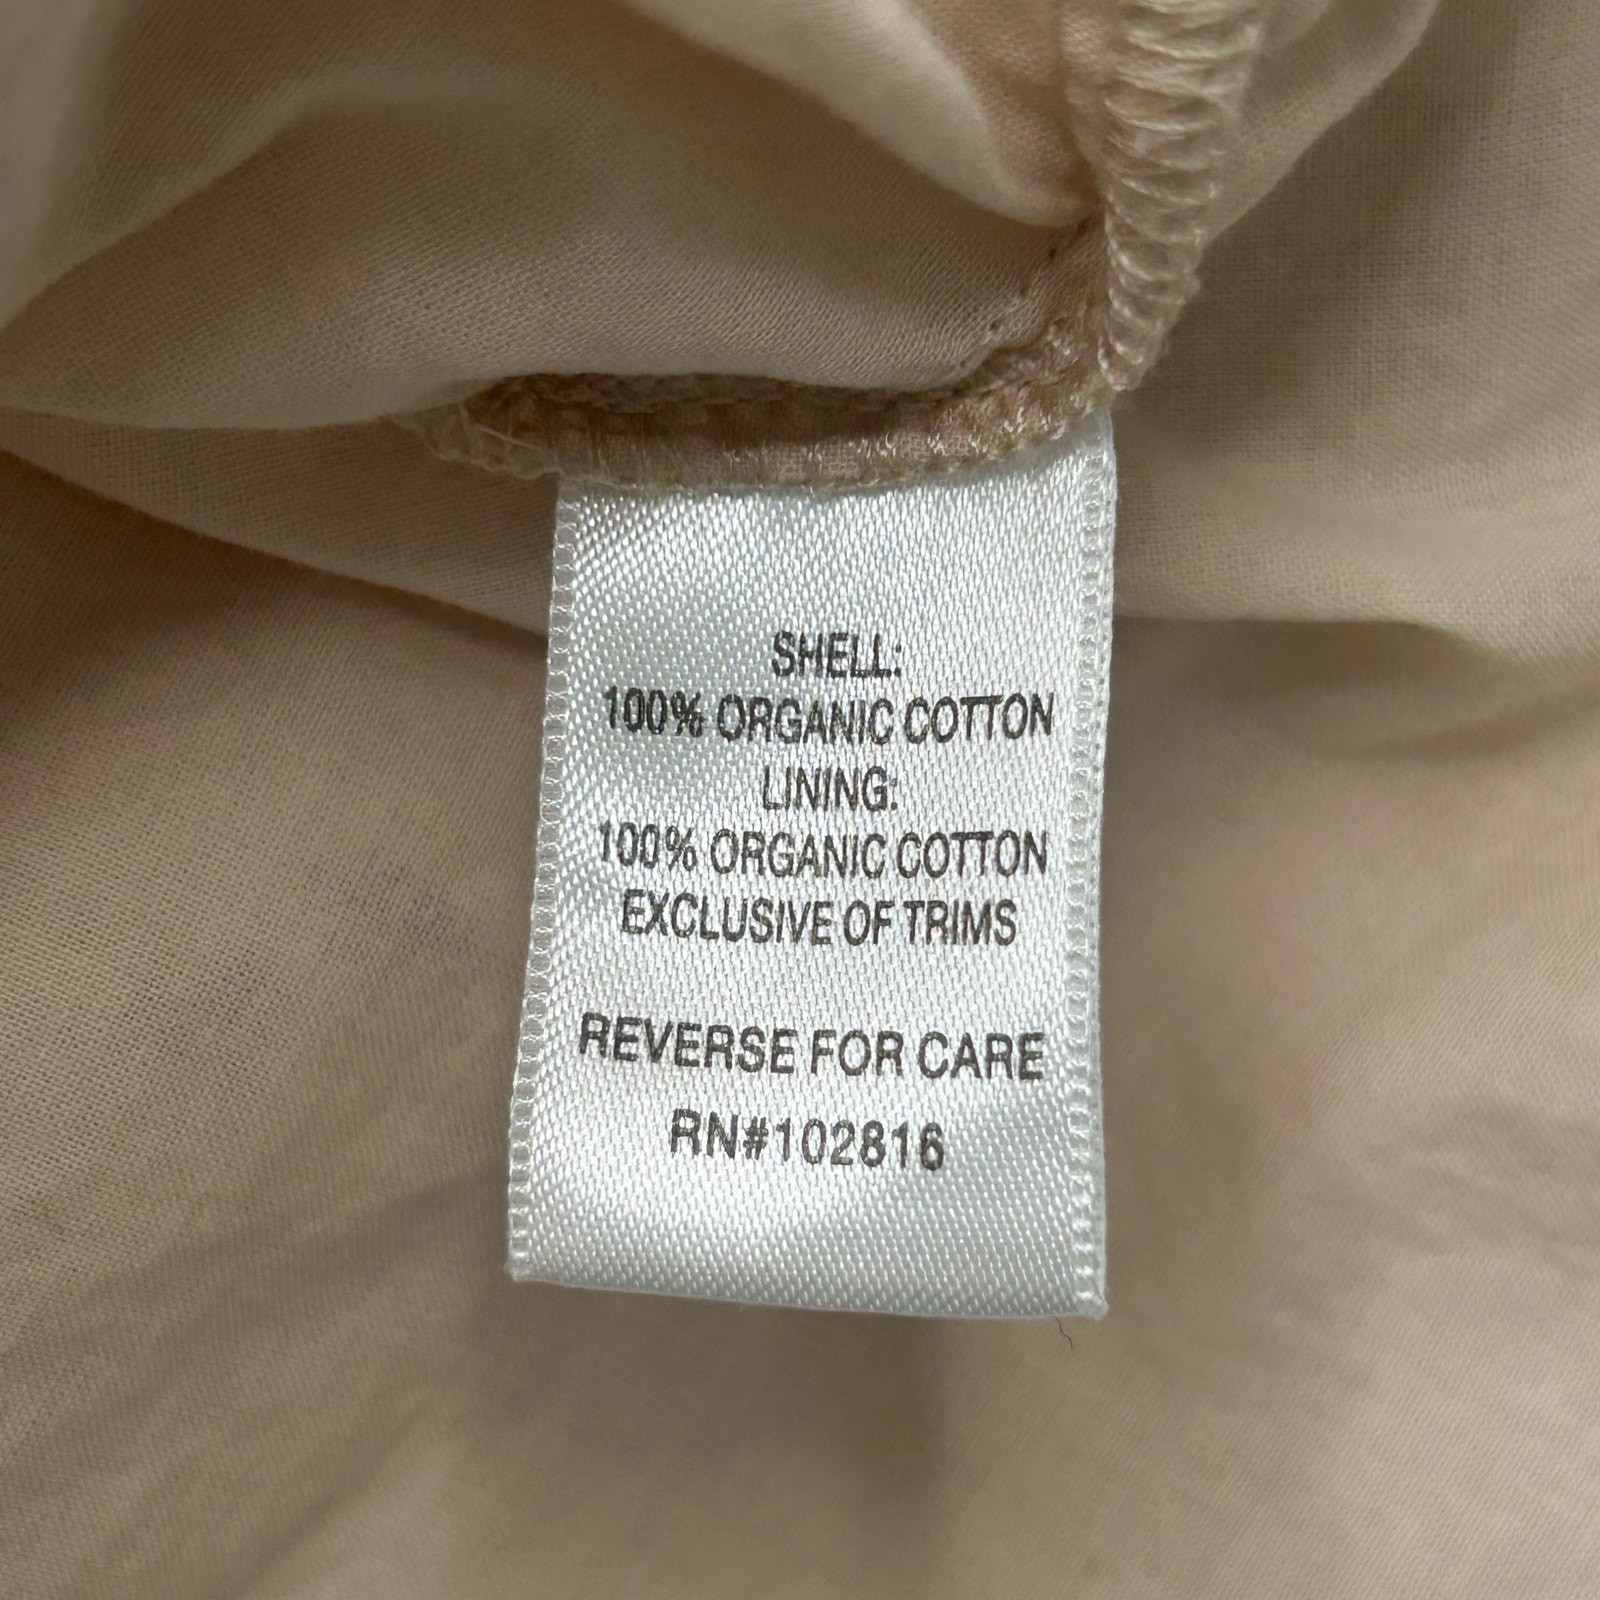 SHELL:
100% ORGANIC COTTON
LINING:
100% ORGANIC COTTON
EXCLUSIVE OF TRIMS
REVERSE FOR CARE
RN#102816